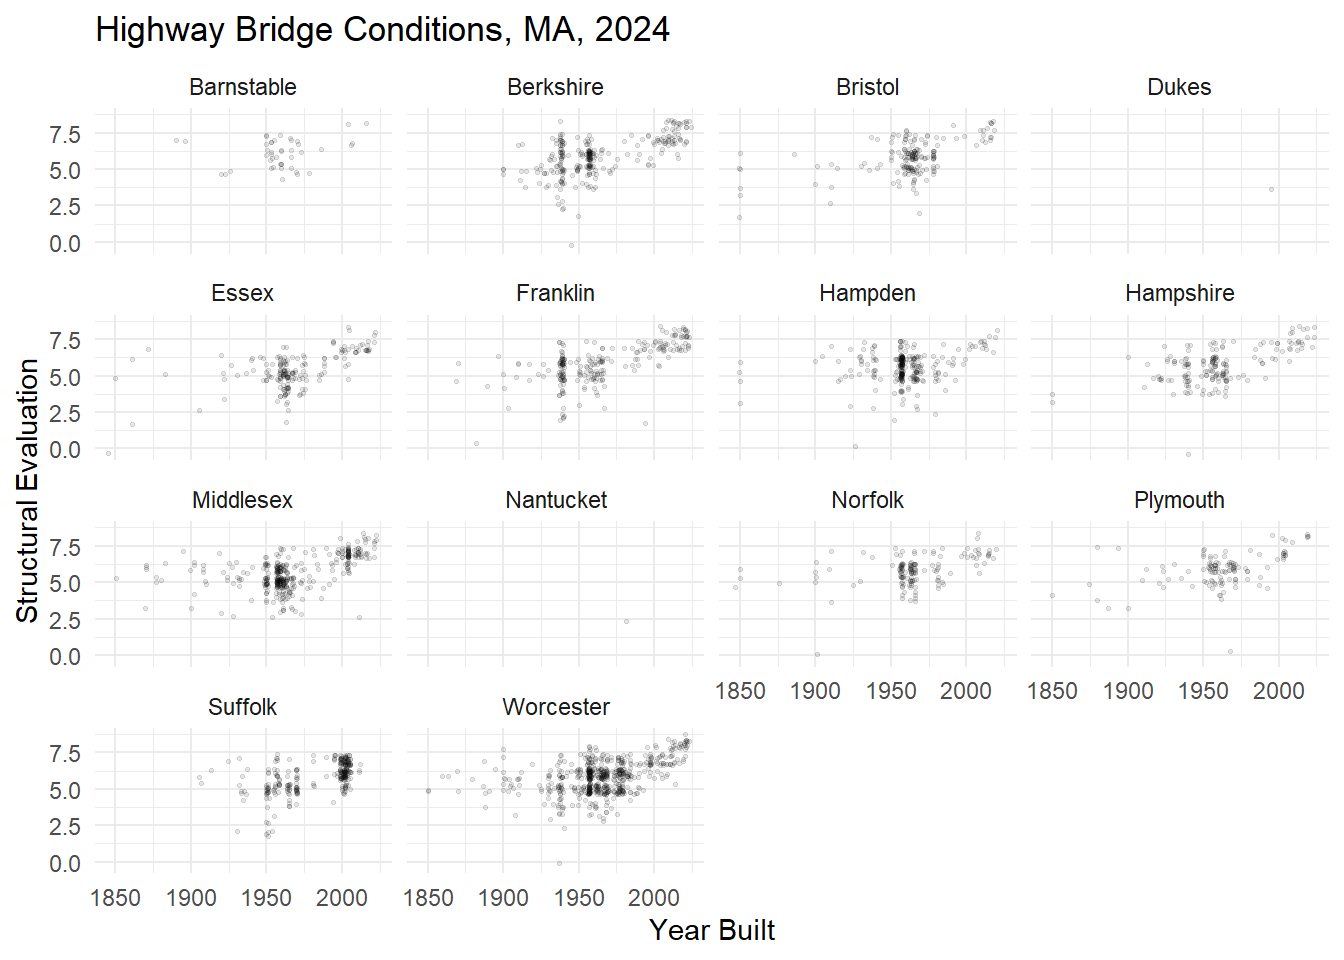 Highway Bridge Conditions, MA, 2024
Barnstable Berkshire Bristol Dukes
7.5
5.0
2.5
0.0
Essex Franklin Hampden Hampshire
7.5
5.0
2.5
0.0
Structural Evaluation
Middlesex Nantucket Norfolk Plymouth
7.5
5.0
2.5
0.0
1850 1900 1950 2000 1850 1900 1950 2000
Suffolk Worcester
7.5
5.0
2.5
0.0
1850 1900 1950 2000 1850 1900 1950 2000
Year Built